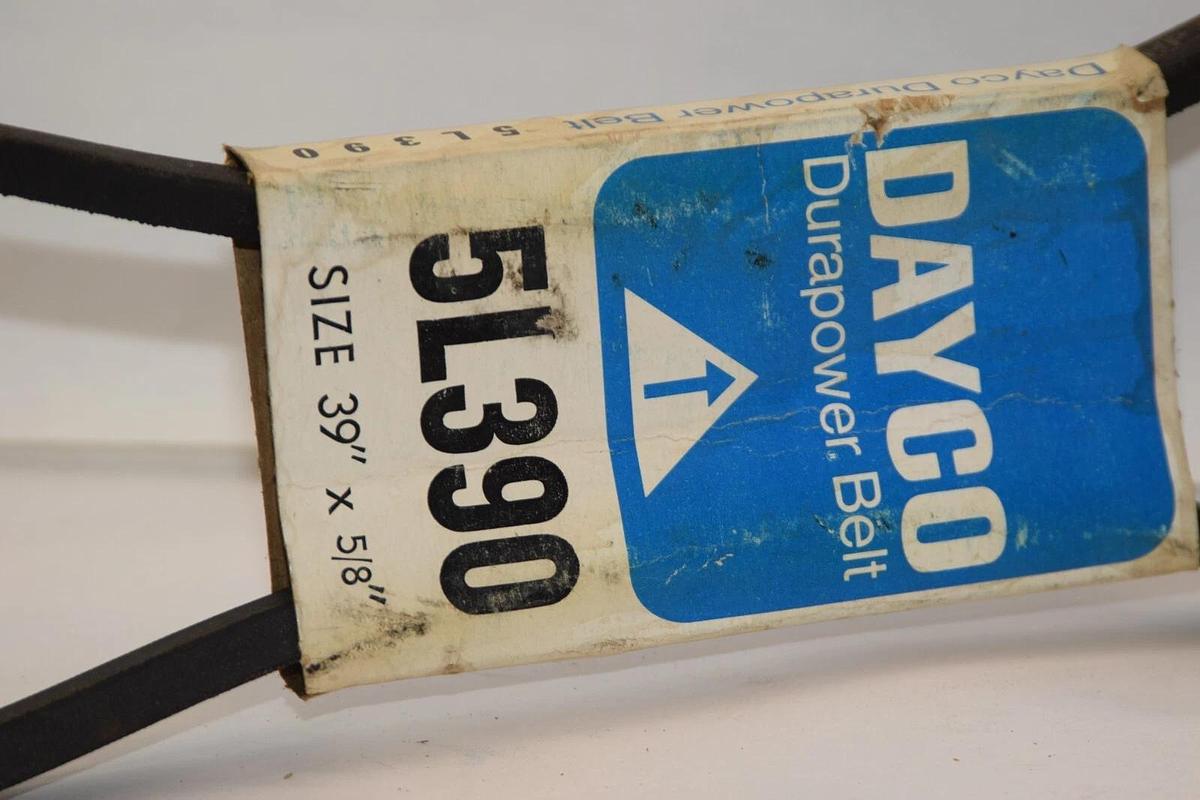 DAYCO
Durapower® Belt
5L390
SIZE 39" x 5/8"
Dayco Durapower Belt 5L390